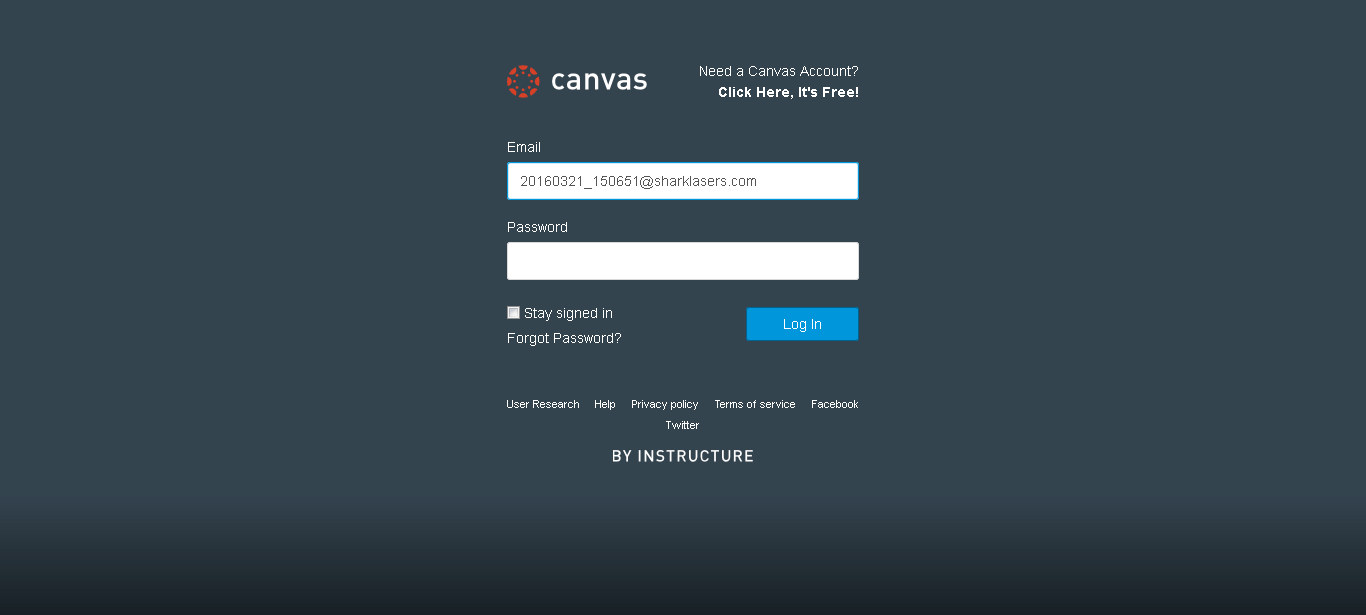 canvas
Need a Canvas Account?
Click Here, It's Free!
Email
20160321_150651@sharklasers.com
Password
Stay signed in
Log In
Forgot Password?
User Research Help Privacy policy Terms of service Facebook
Twitter
BY INSTRUCTURE